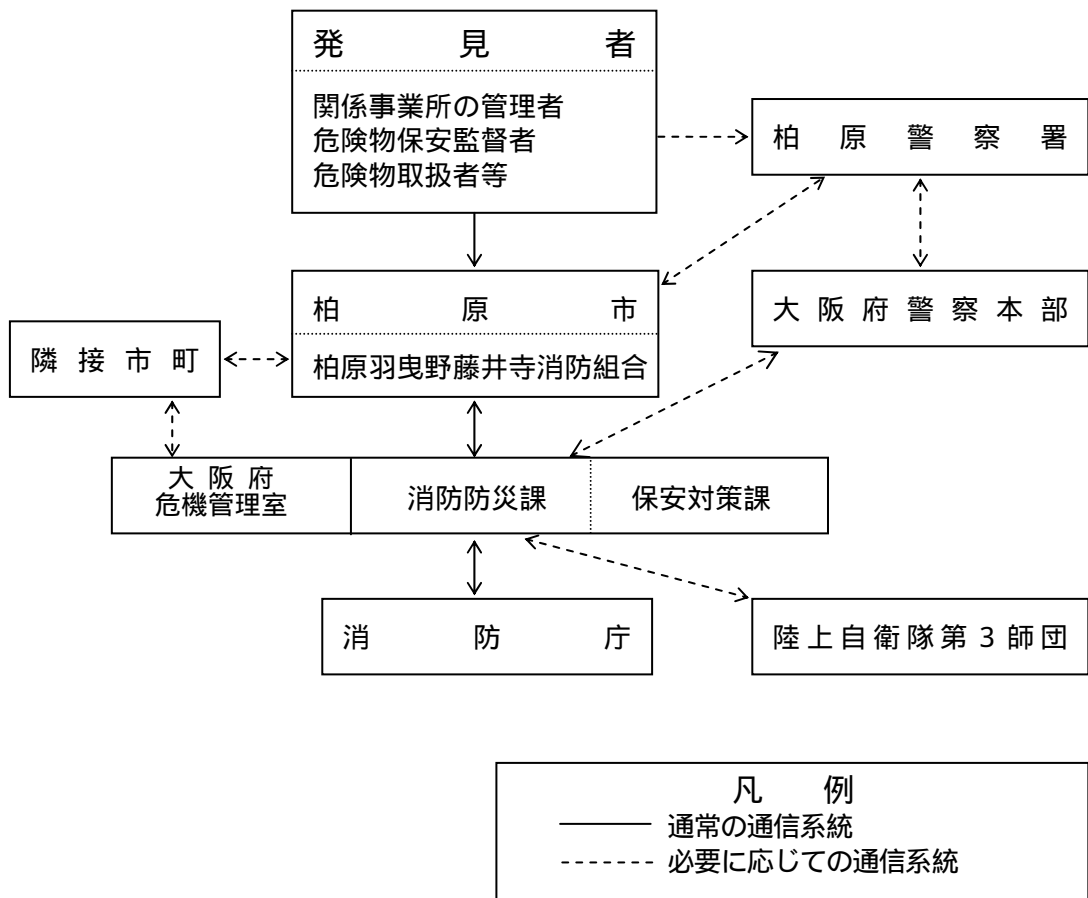 発見者
関係事業所の管理者
危険物保安監督者
危険物取扱者等
柏原警察署
柏原市
柏原羽曳野藤井寺消防組合
大阪府警察本部
隣接市町
大阪府
危機管理室
消防防災課
保安対策課
消防庁
陸上自衛隊第3師団
凡例
通常の通信系統
必要に応じての通信系統